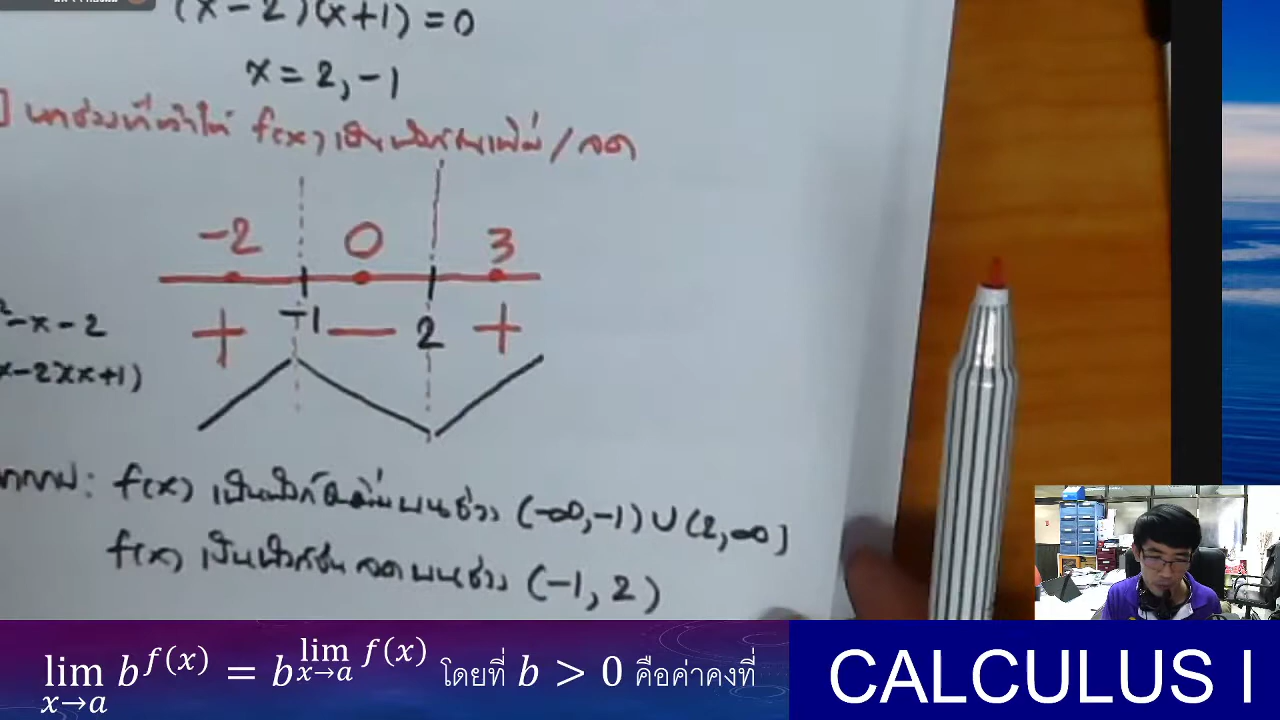 (x-2)(x+1) = 0
x = 2, -1
] หาช่วงที่ทำให้ f(x) เป็นฟังก์ชันเพิ่ม/ลด
-2 0 3
+ -1 — 2 +
²-x-2
x-2)(x+1)
f(x) เป็นฟังก์ชันเพิ่มบนช่วง (-∞,-1) ∪ (2,∞)
f(x) เป็นฟังก์ชันลดบนช่วง (-1, 2)
lim x→a b^f(x) = b^lim x→a f(x) โดยที่ b > 0 คือค่าคงที่
CALCULUS I